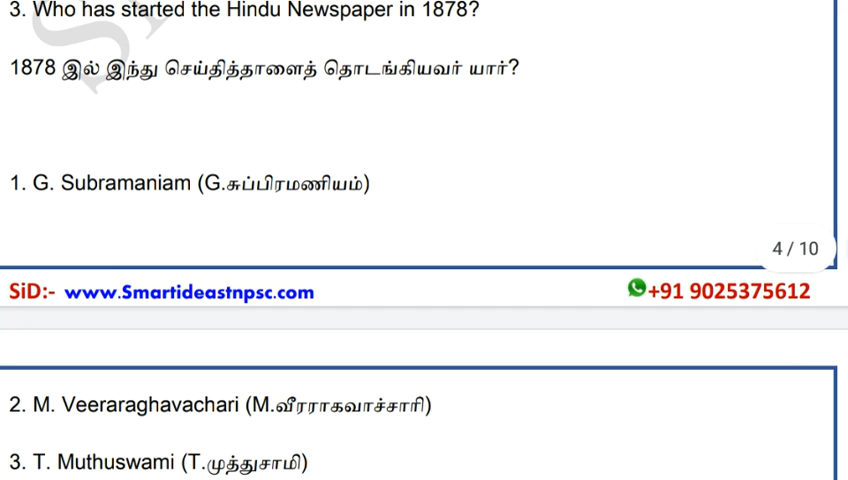 3. Who has started the Hindu Newspaper in 1878?
1878 இல் இந்து செய்தித்தாளைத் தொடங்கியவர் யார்?
1. G. Subramaniam (G.சுப்பிரமணியம்)
4 / 10
SiD:- www.Smartideastnpsc.com +91 9025375612
2. M. Veeraraghavachari (M.வீரராகவாச்சாரி)
3. T. Muthuswami (T.முத்துசாமி)